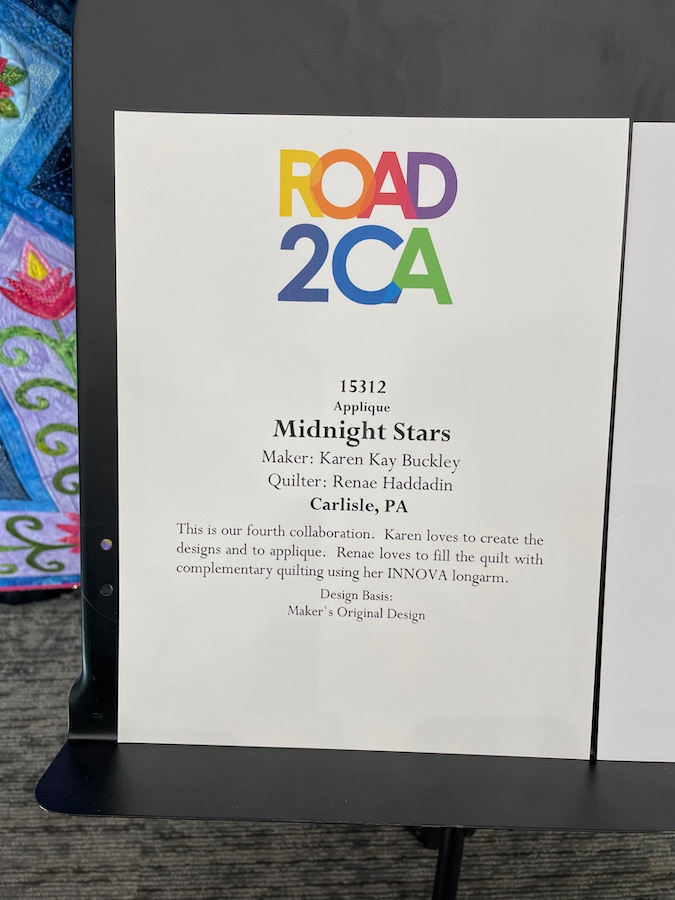 ROAD
2CA
15312
Applique
Midnight Stars
Maker: Karen Kay Buckley
Quilter: Renae Haddadin
Carlisle, PA
This is our fourth collaboration. Karen loves to create the
designs and to applique. Renae loves to fill the quilt with
complementary quilting using her INNOVA longarm.
Design Basis:
Maker`s Original Design